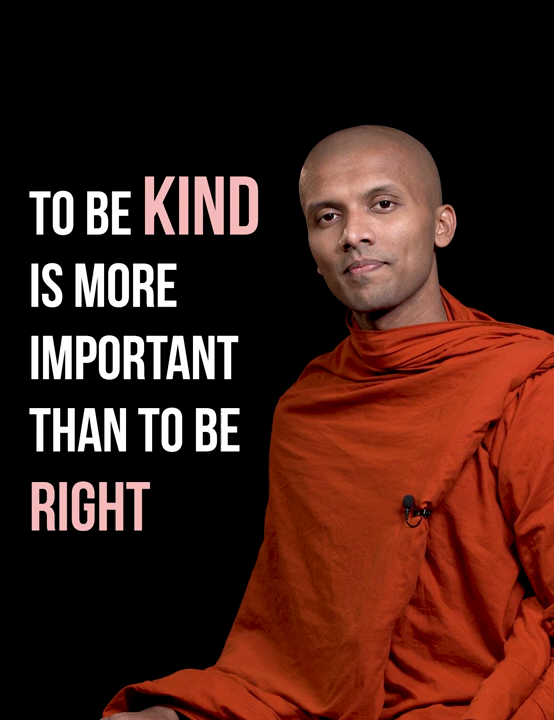 TO BE KIND
IS MORE
IMPORTANT
THAN TO BE
RIGHT